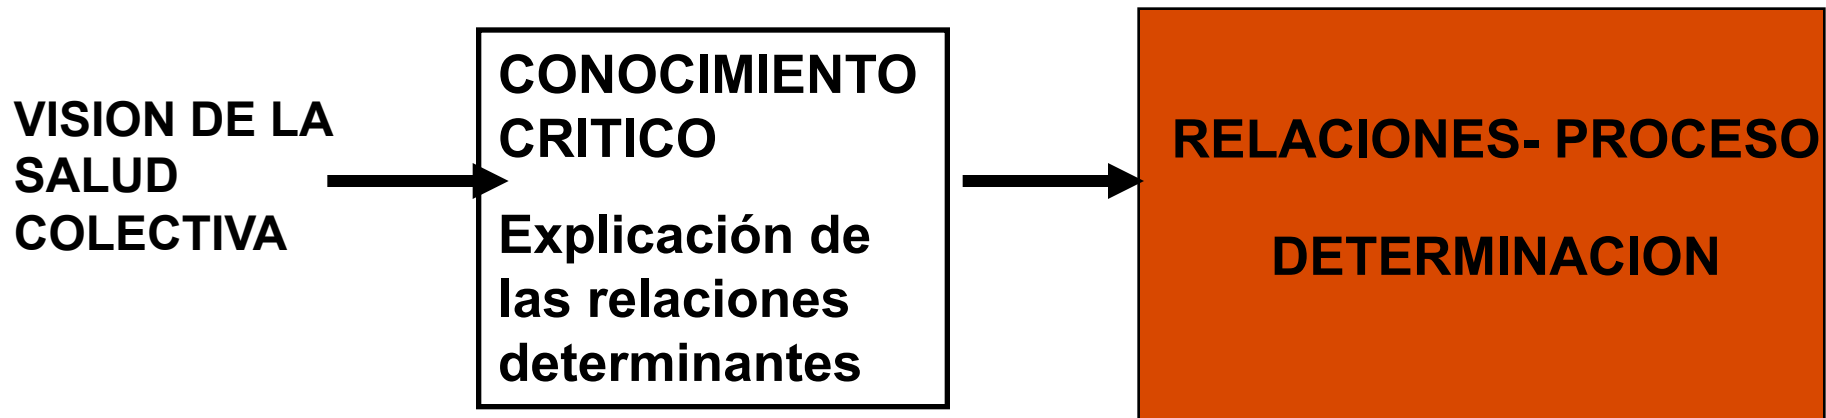 VISION DE LA
SALUD
COLECTIVA
CONOCIMIENTO
CRITICO
Explicación de
las relaciones
determinantes
RELACIONES- PROCESO
DETERMINACION